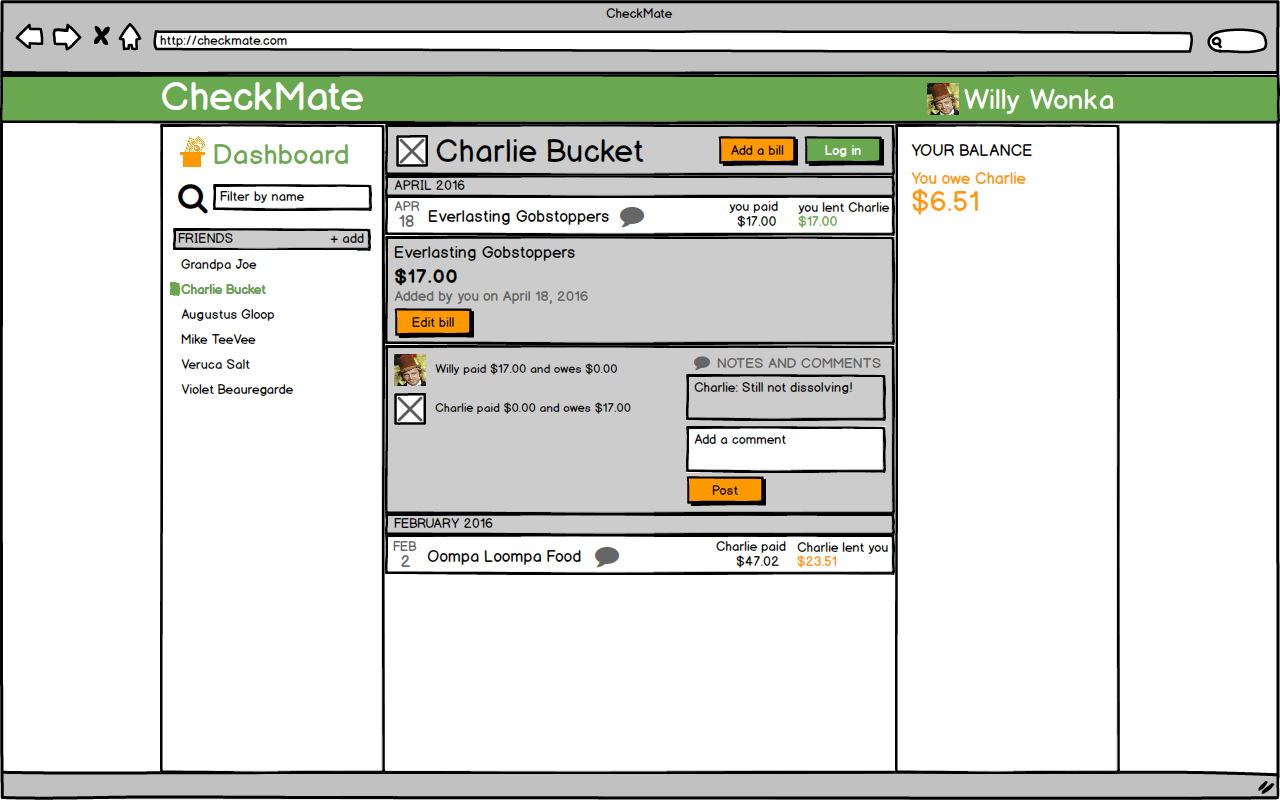 CheckMate
http://checkmate.com
CheckMate
Willy Wonka
Dashboard
Filter by name
FRIENDS + add
Grandpa Joe
Charlie Bucket
Augustus Gloop
Mike TeeVee
Veruca Salt
Violet Beauregarde
Charlie Bucket
Add a bill
Log in
APRIL 2016
APR
18
Everlasting Gobstoppers
you paid
$17.00
you lent Charlie
$17.00
Everlasting Gobstoppers
$17.00
Added by you on April 18, 2016
Edit bill
Willy paid $17.00 and owes $0.00
Charlie paid $0.00 and owes $17.00
NOTES AND COMMENTS
Charlie: Still not dissolving!
Add a comment
Post
FEBRUARY 2016
FEB
2
Oompa Loompa Food
Charlie paid
$47.02
Charlie lent you
$23.51
YOUR BALANCE
You owe Charlie
$6.51